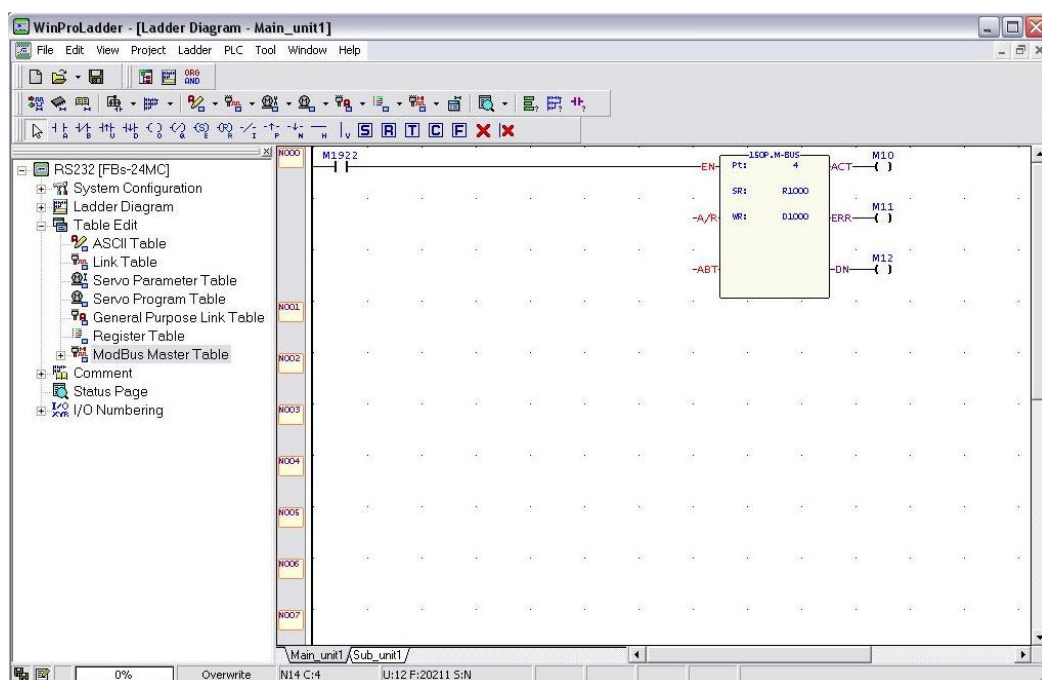 WinProLadder - [Ladder Diagram - Main_unit1]
File Edit View Project Ladder PLC Tool Window Help
ORG
AND
A B U D O Q E R I P N H V S R T C F
RS232 [FBs-24MC]
System Configuration
Ladder Diagram
Table Edit
ASCII Table
Link Table
Servo Parameter Table
Servo Program Table
General Purpose Link Table
Register Table
ModBus Master Table
Comment
Status Page
I/O Numbering
N000
M1922
EN
150P.M-BUS
Pt: 4
ACT
M10
SR: R1000
A/R
WR: D1000
ERR
M11
ABT
DN
M12
N001
N002
N003
N004
N005
N006
N007
Main_unit1 Sub_unit1
0% Overwrite N14 C:4 U:12 F:20211 S:N